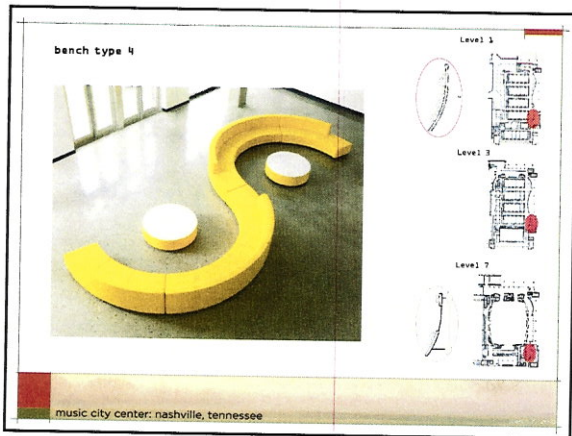 bench type 4
Level 1
Level 3
Level 7
music city center: nashville, tennessee